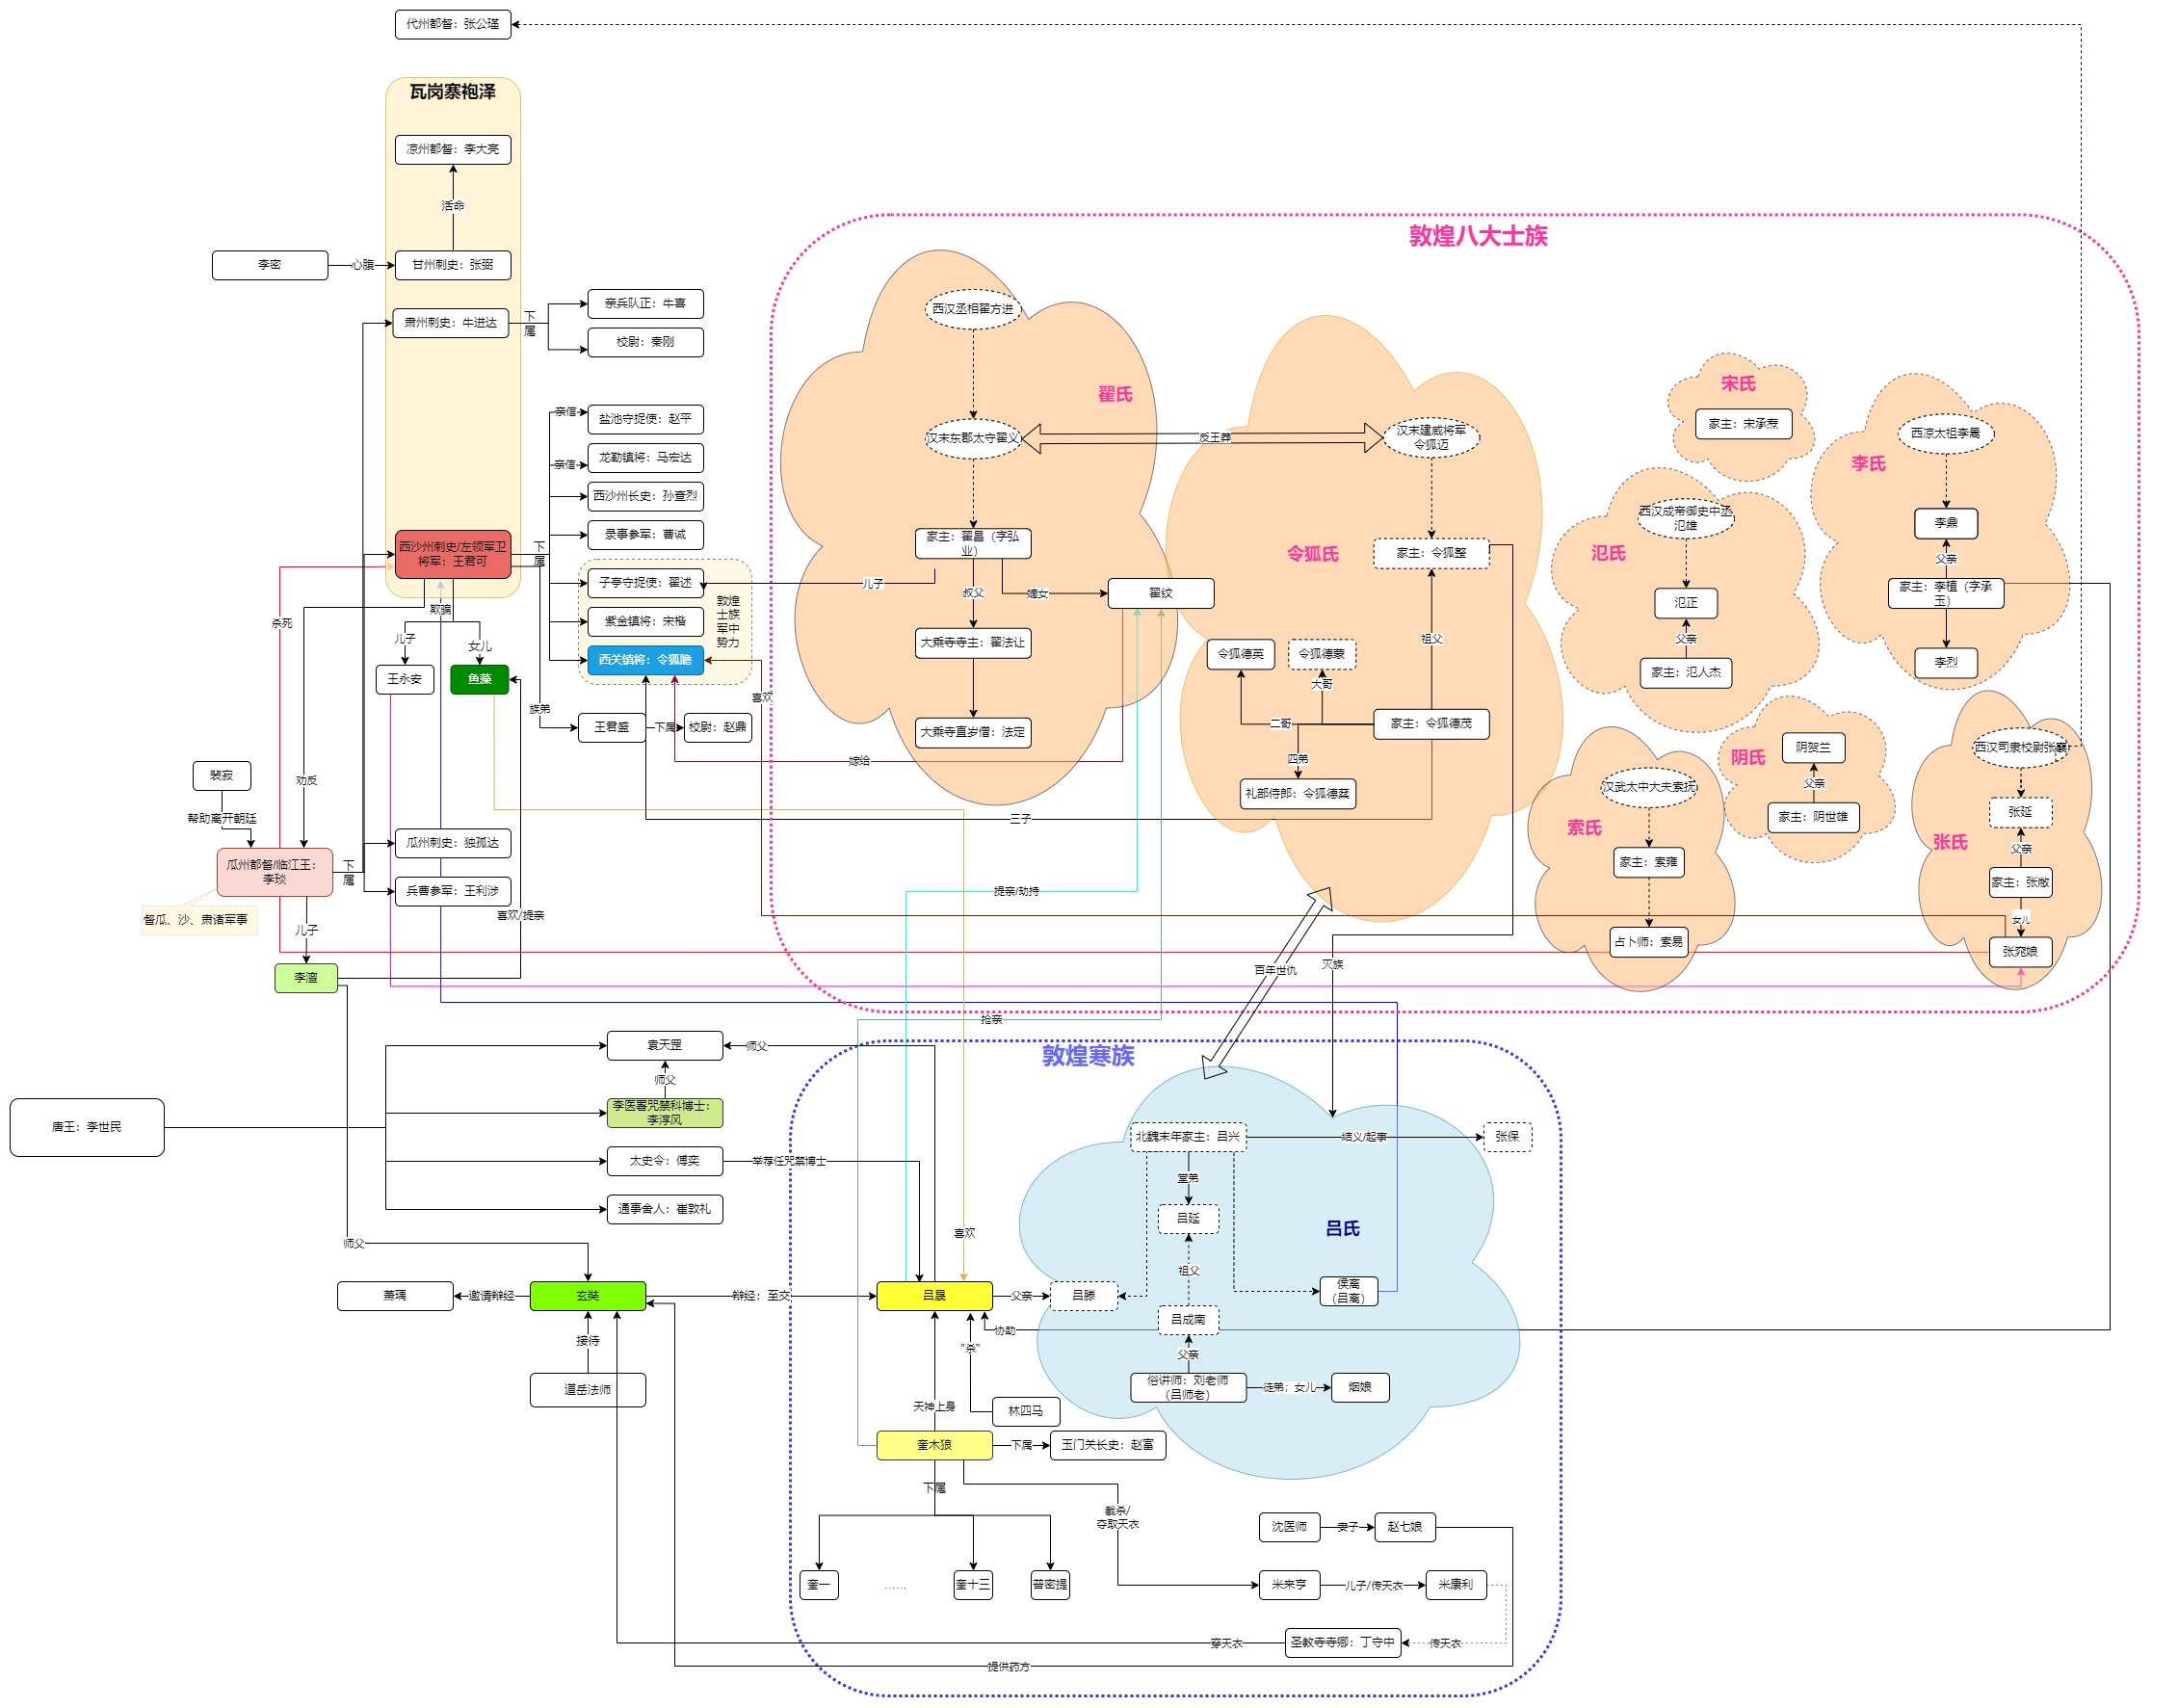 代州都督：张公瑾
瓦岗寨袍泽
凉州都督：李大亮
活命
李密
心腹
甘州刺史：张弼
肃州刺史：牛进达
下
属
亲兵队正：牛喜
校尉：秦刚
西沙州刺史/左领军卫
将军：王君可
下
属
亲信
盐池守捉使：赵平
亲信
龙勒镇将：马宏达
西沙州长史：孙查烈
录事参军：曹诚
子亭守捉使：翟述
紫金镇将：宋楷
西关镇将：令狐瞻
敦煌
士族
军中
势力
族弟
王君盛
下属
校尉：赵鼎
欺骗
儿子
女儿
王永安
鱼藻
杀死
劝反
裴寂
帮助离开朝廷
瓜州都督/临江王：
李琰
下
属
督瓜、沙、肃诸军事
瓜州刺史：独孤达
兵曹参军：王利涉
喜欢/提亲
儿子
李澶
敦煌八大士族
翟氏
西汉丞相翟方进
汉末东郡太守翟义
家主：翟昌（字弘
业）
儿子
叔父
嫡女
翟纹
大乘寺寺主：翟法让
大乘寺直岁僧：法定
反王莽
嫁给
喜欢
三子
提亲/劫持
令狐氏
汉末建威将军
令狐迈
家主：令狐整
祖父
令狐德英
令狐德蒙
大哥
二哥
家主：令狐德茂
四弟
礼部侍郎：令狐德棻
宋氏
家主：宋承焘
氾氏
西汉成帝御史中丞
氾雄
氾正
父亲
家主：氾人杰
李氏
西凉太祖李暠
李鼎
父亲
家主：李植（字承
玉）
李烈
阴氏
阴贺兰
父亲
家主：阴世雄
索氏
汉武太中大夫索抚
家主：索雍
占卜师：索易
张氏
西汉司隶校尉张襄
张延
父亲
家主：张敝
女儿
张窕娘
百年世仇
灭族
抢亲
唐王：李世民
袁天罡
师父
师父
李医署咒禁科博士：
李淳风
太史令：傅奕
举荐任咒禁博士
通事舍人：崔敦礼
师父
萧瑀
邀请辩经
玄奘
辩经；至交
接待
道岳法师
敦煌寒族
吕氏
北魏末年家主：吕兴
结义/起事
张保
堂弟
吕延
祖父
吕成南
父亲
俗讲师：刘老师
（吕师老）
徒弟；女儿
烟娘
喜欢
吕晟
父亲
吕滕
侯离
（吕离）
协助
“杀”
林四马
天神上身
奎木狼
下属
玉门关长史：赵富
下属
奎一
……
奎十三
普密提
截杀/
夺取天衣
沈医师
妻子
赵七娘
米来亨
儿子/传天衣
米康利
圣教寺寺卿：丁守中
传天衣
穿天衣
提供药方